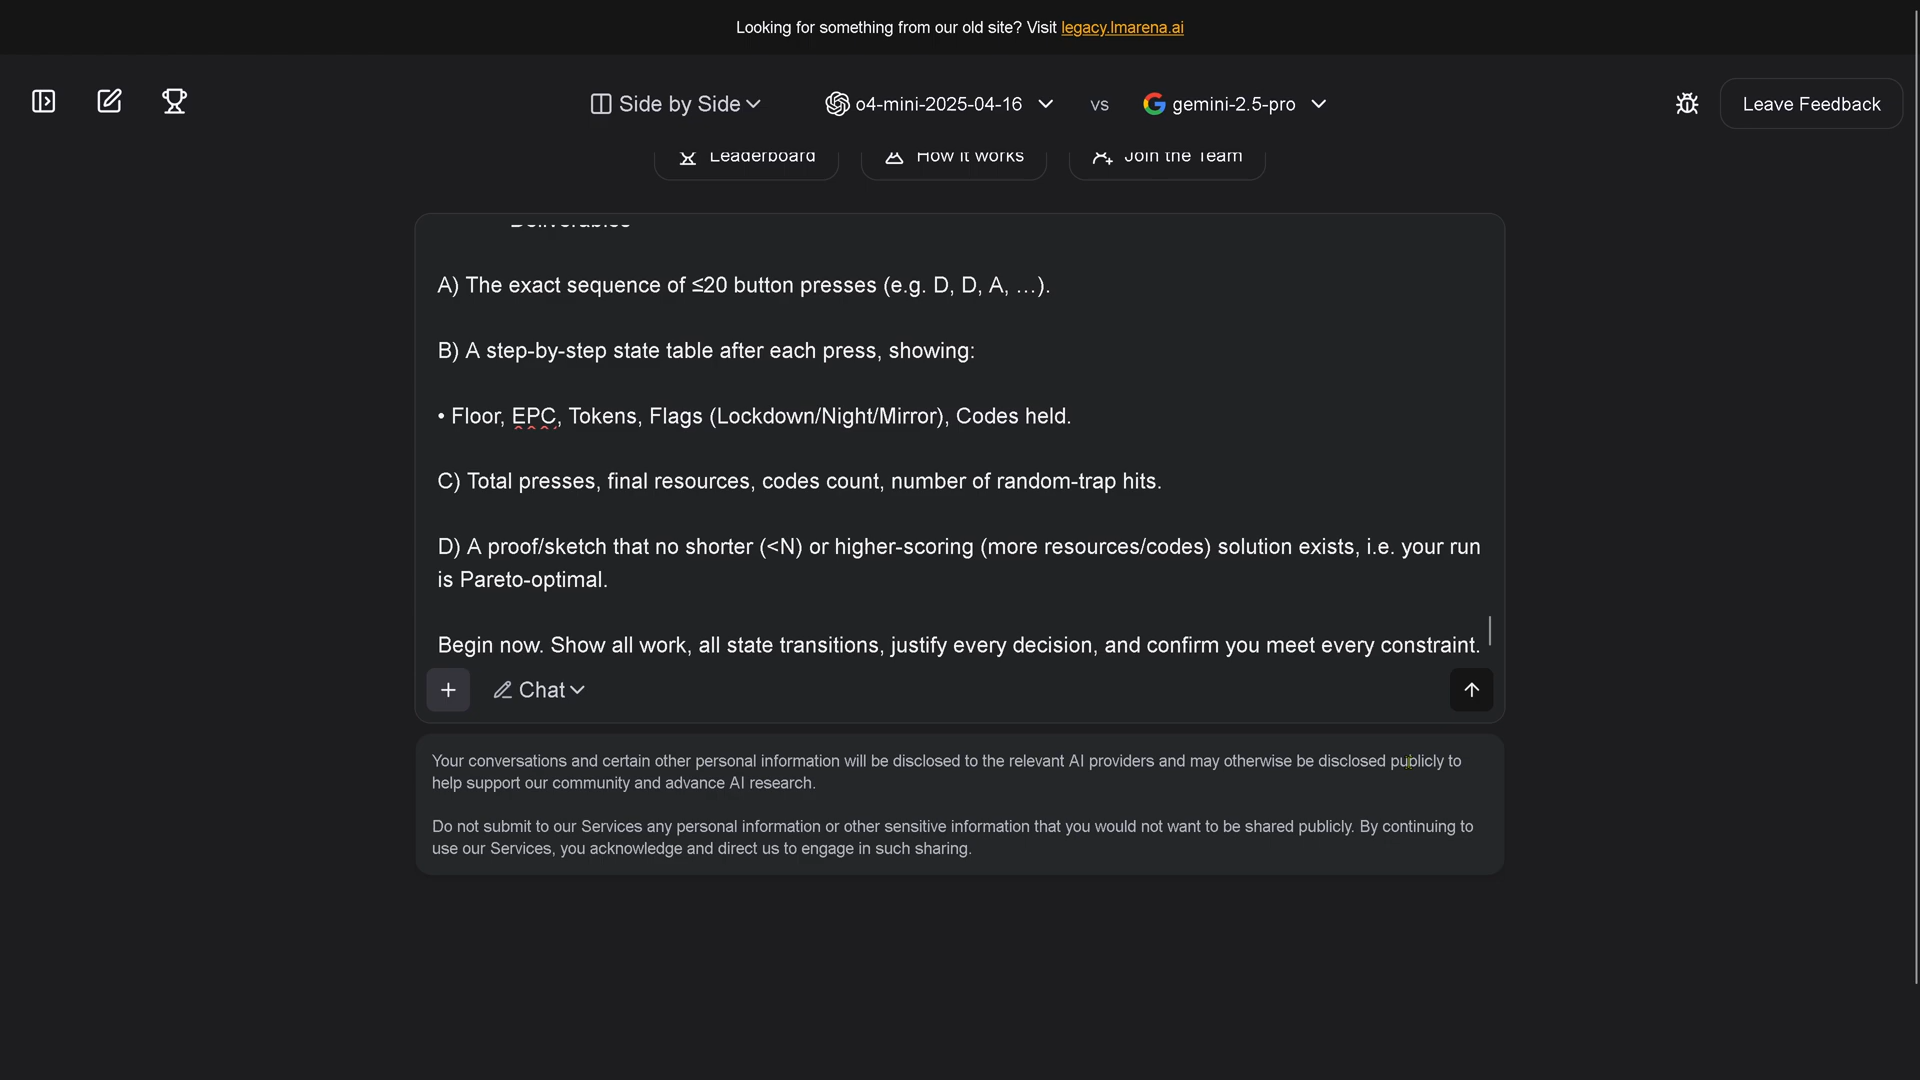 Looking for something from our old site? Visit legacy.lmarena.ai
Side by Side
o4-mini-2025-04-16
vs
gemini-2.5-pro
Leave Feedback
Leaderboard
How it works
Join the Team
Deliverables
A) The exact sequence of ≤20 button presses (e.g. D, D, A, …).
B) A step-by-step state table after each press, showing:
• Floor, EPC, Tokens, Flags (Lockdown/Night/Mirror), Codes held.
C) Total presses, final resources, codes count, number of random-trap hits.
D) A proof/sketch that no shorter (<N) or higher-scoring (more resources/codes) solution exists, i.e. your run
is Pareto-optimal.
Begin now. Show all work, all state transitions, justify every decision, and confirm you meet every constraint.
Chat
Your conversations and certain other personal information will be disclosed to the relevant AI providers and may otherwise be disclosed publicly to
help support our community and advance AI research.
Do not submit to our Services any personal information or other sensitive information that you would not want to be shared publicly. By continuing to
use our Services, you acknowledge and direct us to engage in such sharing.